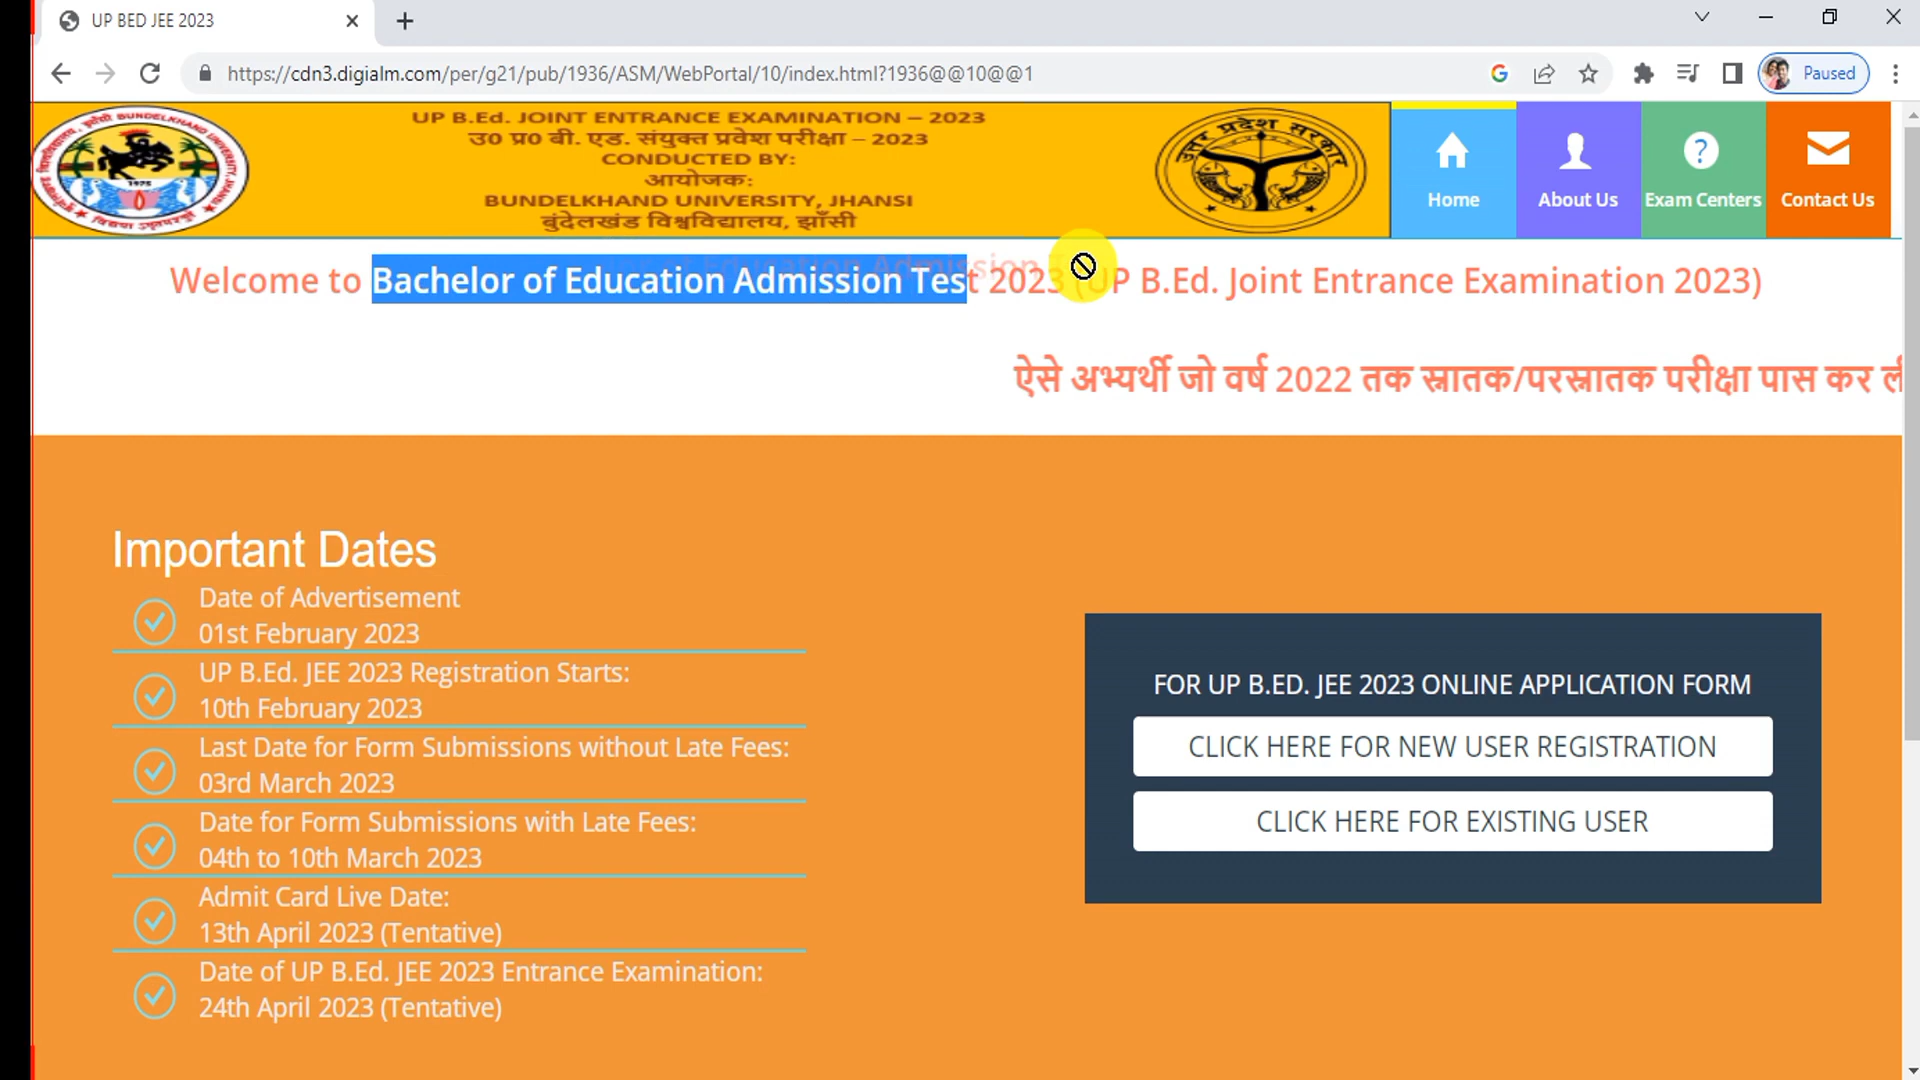 UP BED JEE 2023
https://cdn3.digialm.com/per/g21/pub/1936/ASM/WebPortal/10/index.html?1936@@10@@1
Paused
UP B.Ed. JOINT ENTRANCE EXAMINATION – 2023
उ0 प्र0 बी. एड. संयुक्त प्रवेश परीक्षा – 2023
CONDUCTED BY:
आयोजक:
BUNDELKHAND UNIVERSITY, JHANSI
बुंदेलखंड विश्वविद्यालय, झाँसी
BUNDELKHAND UNIVERSITY, JHANSI
1975
उत्तर प्रदेश सरकार
Home
About Us
Exam Centers
Contact Us
Welcome to Bachelor of Education Admission Test 2023 (UP B.Ed. Joint Entrance Examination 2023)
ऐसे अभ्यर्थी जो वर्ष 2022 तक स्नातक/परस्नातक परीक्षा पास कर
Important Dates
Date of Advertisement
01st February 2023
UP B.Ed. JEE 2023 Registration Starts:
10th February 2023
Last Date for Form Submissions without Late Fees:
03rd March 2023
Date for Form Submissions with Late Fees:
04th to 10th March 2023
Admit Card Live Date:
13th April 2023 (Tentative)
Date of UP B.Ed. JEE 2023 Entrance Examination:
24th April 2023 (Tentative)
FOR UP B.ED. JEE 2023 ONLINE APPLICATION FORM
CLICK HERE FOR NEW USER REGISTRATION
CLICK HERE FOR EXISTING USER